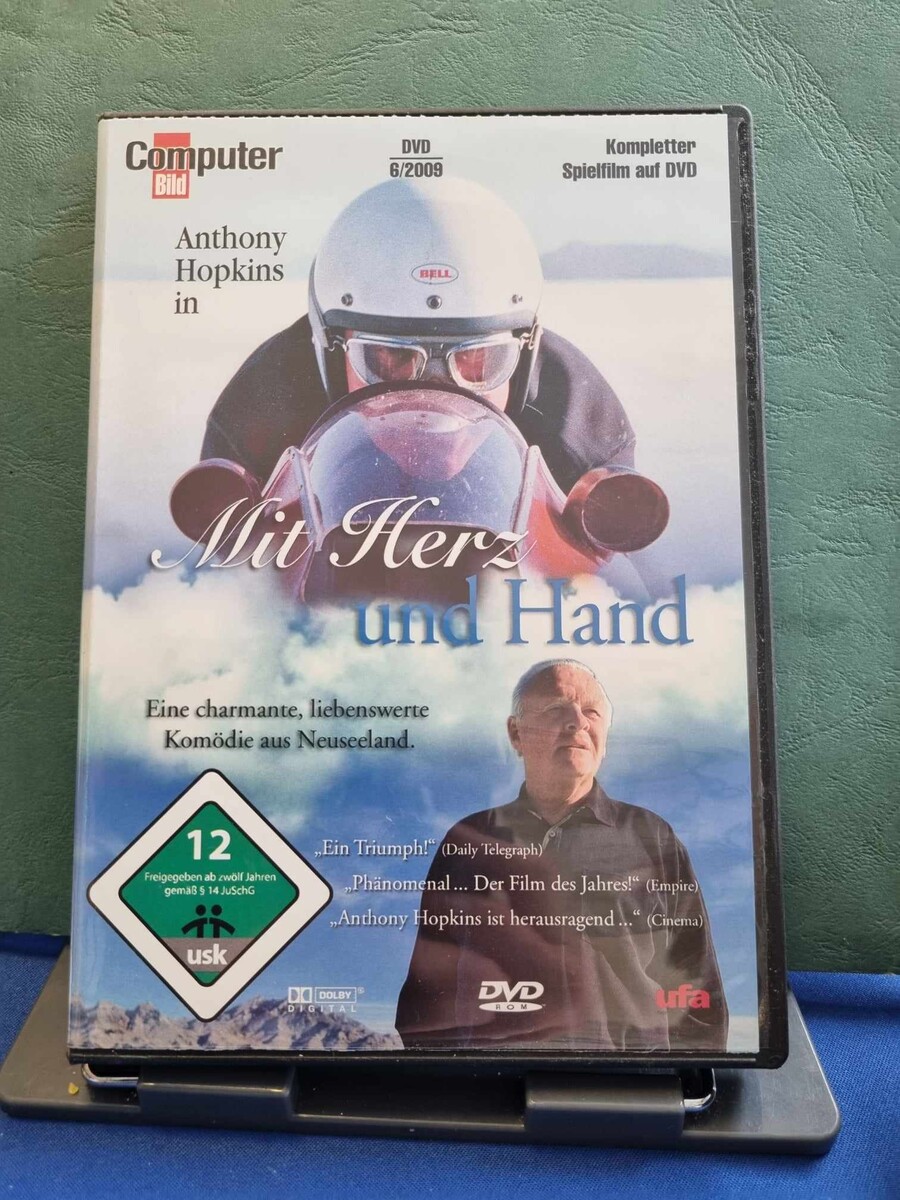 Computer
Bild
DVD
6/2009
Kompletter
Spielfilm auf DVD
Anthony
Hopkins
in
BELL
Mit Herz
und Hand
Eine charmante, liebenswerte
Komödie aus Neuseeland.
12
Freigegeben ab zwölf Jahren
gemäß § 14 JuSchG
usk
„Ein Triumph!“ (Daily Telegraph)
„Phänomenal ... Der Film des Jahres!“ (Empire)
„Anthony Hopkins ist herausragend ...“ (Cinema)
DOLBY®
DIGITAL
DVD
ROM
ufa